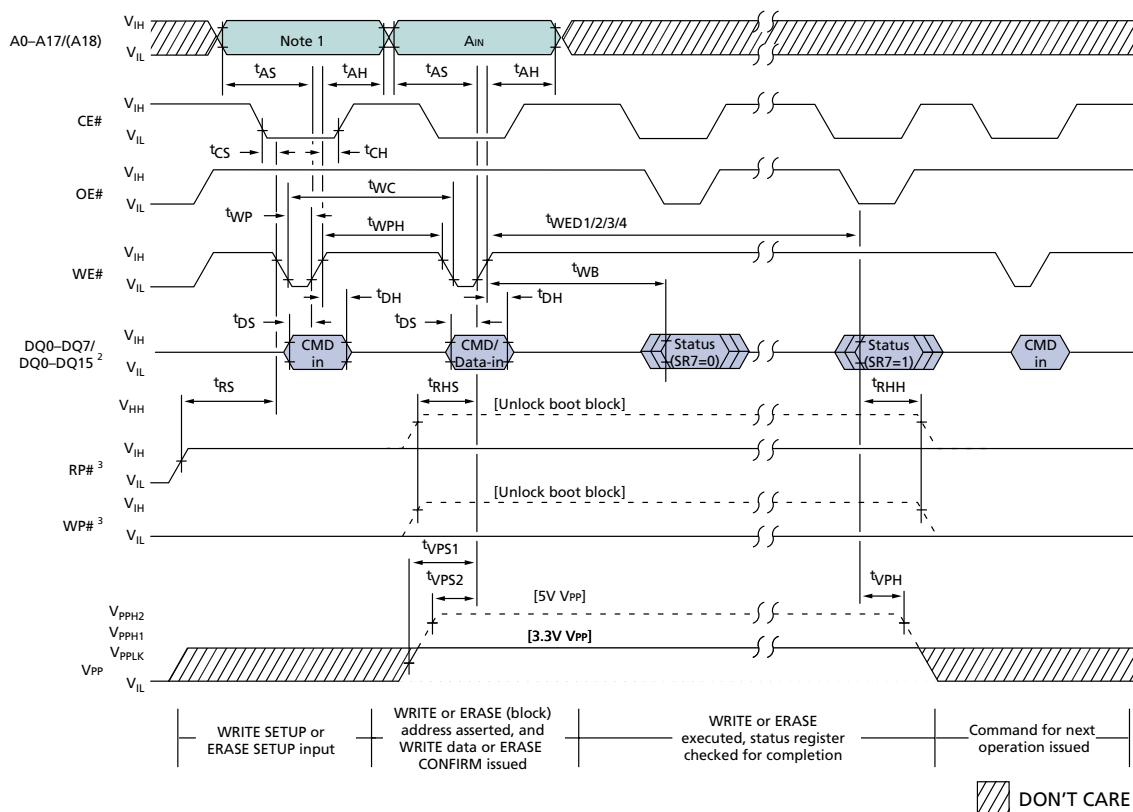 VIH
A0–A17/(A18)
VIL
Note 1
AIN
tAS
tAH
tAS
tAH
VIH
CE#
VIL
tCS
tCH
VIH
OE#
VIL
tWC
tWP
tWPH
tWED1/2/3/4
VIH
WE#
VIL
tWB
tDH
tDH
tDS
tDS
DQ0–DQ7/
DQ0–DQ15 2
VIH
VIL
CMD
in
CMD/
Data-in
Status
(SR7=0)
Status
(SR7=1)
CMD
in
tRS
tRHS
tRHH
VHH
[Unlock boot block]
VIH
RP# 3
VIL
VIH
[Unlock boot block]
WP# 3
VIL
tVPS1
tVPS2
tVPH
VPPH2
[5V VPP]
VPPH1
[3.3V VPP]
VPPLK
VPP
VIL
WRITE SETUP or
ERASE SETUP input
WRITE or ERASE (block)
address asserted, and
WRITE data or ERASE
CONFIRM issued
WRITE or ERASE
executed, status register
checked for completion
Command for next
operation issued
DON'T CARE